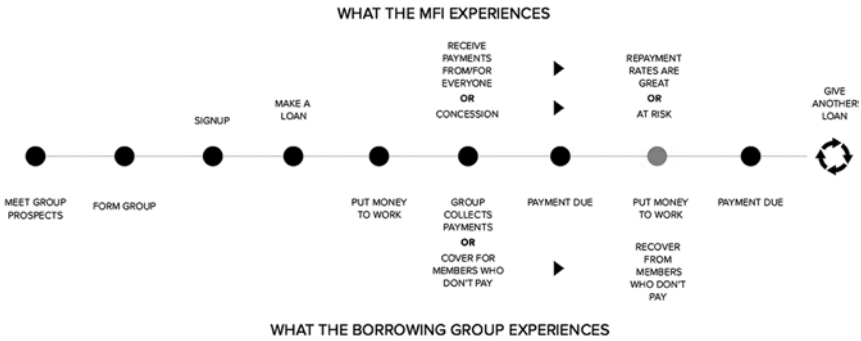 WHAT THE MFI EXPERIENCES
RECEIVE
PAYMENTS
FROM/FOR
EVERYONE
OR
CONCESSION
REPAYMENT
RATES ARE
GREAT
OR
AT RISK
GIVE
ANOTHER
LOAN
MAKE A
LOAN
SIGNUP
MEET GROUP
PROSPECTS
FORM GROUP
PUT MONEY
TO WORK
GROUP
COLLECTS
PAYMENTS
OR
COVER FOR
MEMBERS WHO
DON'T PAY
PAYMENT DUE
PUT MONEY
TO WORK
RECOVER
FROM
MEMBERS
WHO DON'T
PAY
PAYMENT DUE
WHAT THE BORROWING GROUP EXPERIENCES